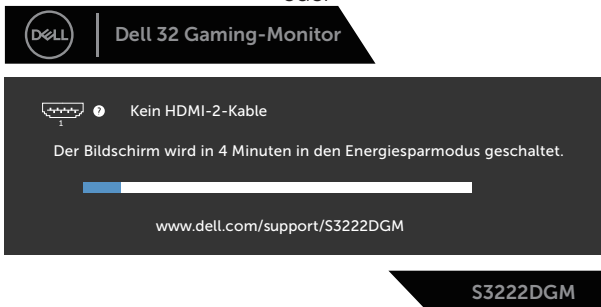 oder
DELL
Dell 32 Gaming-Monitor
1
?
Kein HDMI-2-Kable
Der Bildschirm wird in 4 Minuten in den Energiesparmodus geschaltet.
www.dell.com/support/S3222DGM
S3222DGM